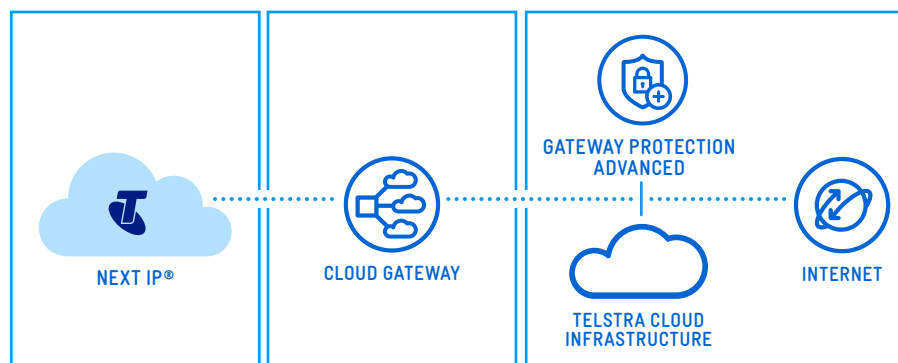 GATEWAY PROTECTION
ADVANCED
T
NEXT IP®
CLOUD GATEWAY
INTERNET
TELSTRA CLOUD
INFRASTRUCTURE